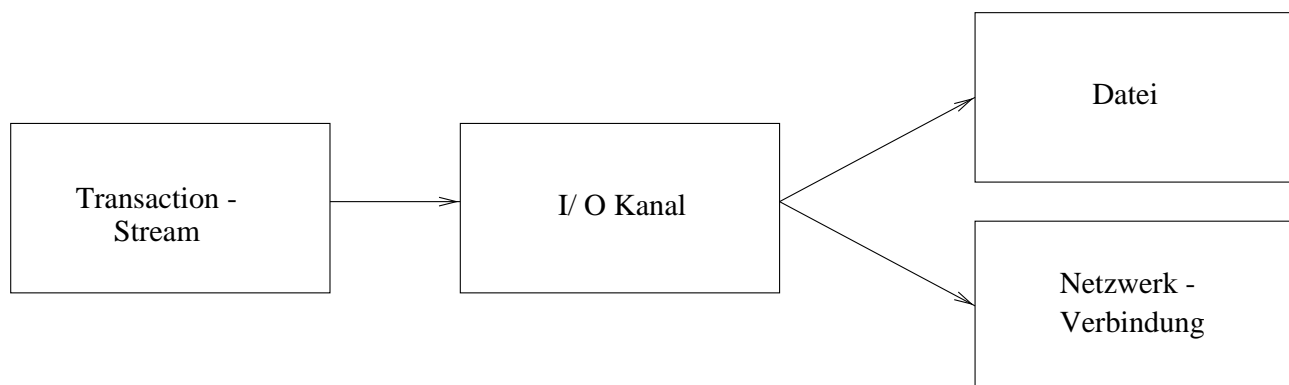 Transaction -
Stream
I/ O Kanal
Datei
Netzwerk -
Verbindung